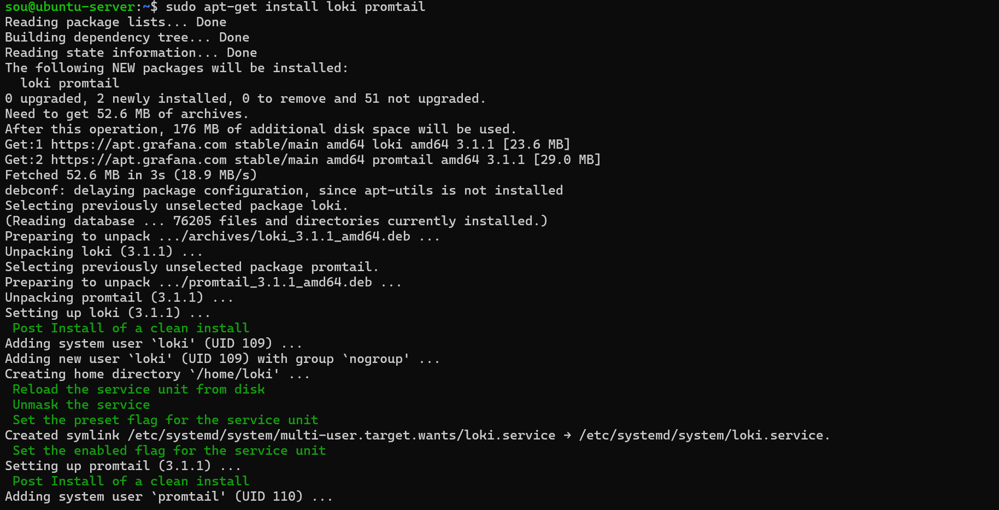 sou@ubuntu-server:~$ sudo apt-get install loki promtail
Reading package lists... Done
Building dependency tree... Done
Reading state information... Done
The following NEW packages will be installed:
  loki promtail
0 upgraded, 2 newly installed, 0 to remove and 51 not upgraded.
Need to get 52.6 MB of archives.
After this operation, 176 MB of additional disk space will be used.
Get:1 https://apt.grafana.com stable/main amd64 loki amd64 3.1.1 [23.6 MB]
Get:2 https://apt.grafana.com stable/main amd64 promtail amd64 3.1.1 [29.0 MB]
Fetched 52.6 MB in 3s (18.9 MB/s)
debconf: delaying package configuration, since apt-utils is not installed
Selecting previously unselected package loki.
(Reading database ... 76205 files and directories currently installed.)
Preparing to unpack .../archives/loki_3.1.1_amd64.deb ...
Unpacking loki (3.1.1) ...
Selecting previously unselected package promtail.
Preparing to unpack .../promtail_3.1.1_amd64.deb ...
Unpacking promtail (3.1.1) ...
Setting up loki (3.1.1) ...
 Post Install of a clean install
Adding system user `loki' (UID 109) ...
Adding new user `loki' (UID 109) with group `nogroup' ...
Creating home directory `/home/loki' ...
 Reload the service unit from disk
 Unmask the service
 Set the preset flag for the service unit
Created symlink /etc/systemd/system/multi-user.target.wants/loki.service → /etc/systemd/system/loki.service.
 Set the enabled flag for the service unit
Setting up promtail (3.1.1) ...
 Post Install of a clean install
Adding system user `promtail' (UID 110) ...